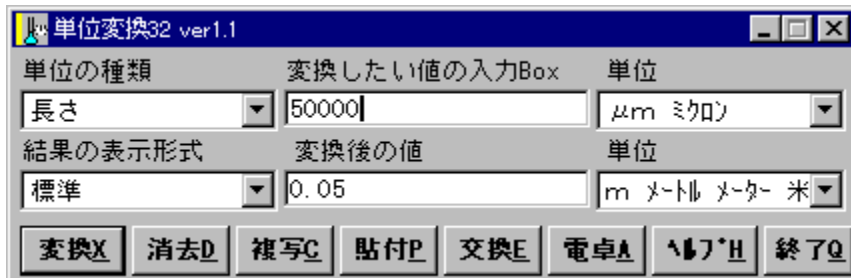 単位変換32 ver1.1
単位の種類 変換したい値の入力Box 単位
長さ 50000 μm ミクロン
結果の表示形式 変換後の値 単位
標準 0.05 m メートル メーター 米
変換X 消去D 複写C 貼付P 交換E 電卓A ヘルプH 終了Q